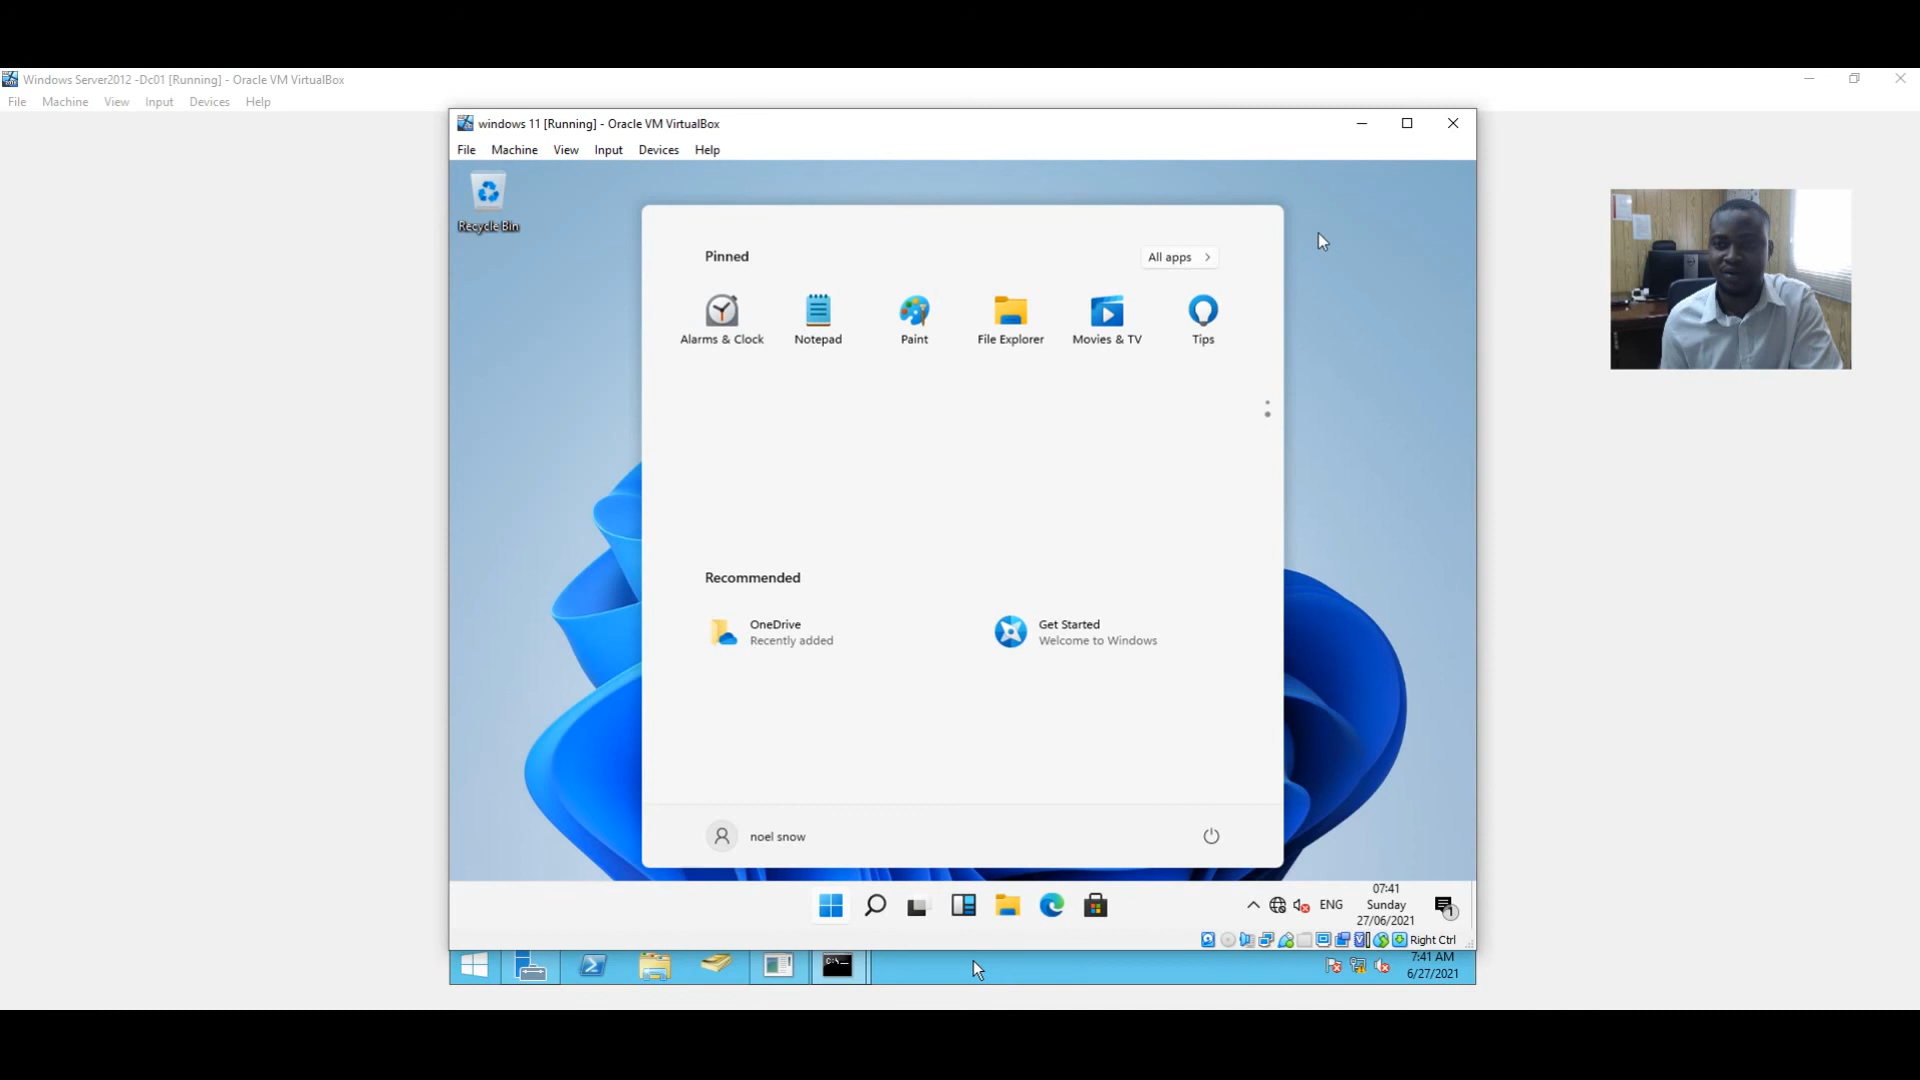 Windows Server2012 -Dc01 [Running] - Oracle VM VirtualBox
File Machine View Input Devices Help
windows 11 [Running] - Oracle VM VirtualBox
File Machine View Input Devices Help
Recycle Bin
Pinned
All apps
Alarms & Clock
Notepad
Paint
File Explorer
Movies & TV
Tips
Recommended
OneDrive
Recently added
Get Started
Welcome to Windows
noel snow
ENG
07:41
Sunday
27/06/2021
1
Right Ctrl
7:41 AM
6/27/2021